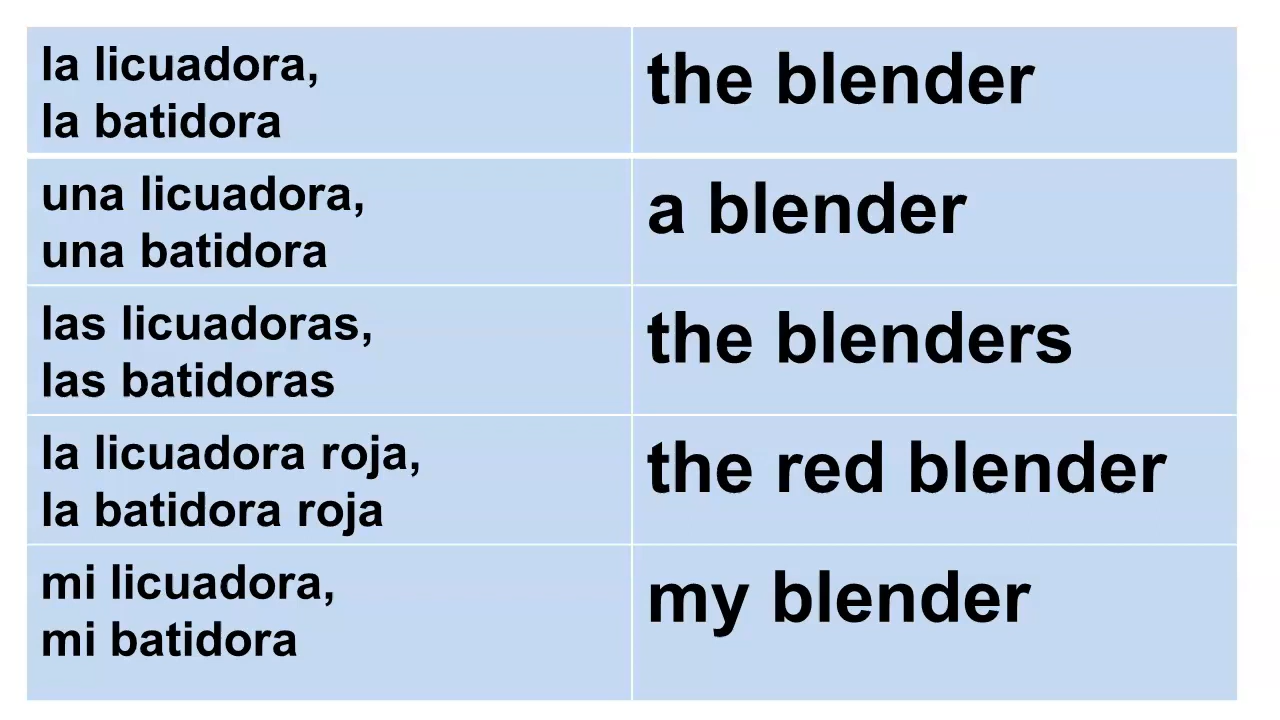 la licuadora,
la batidora
the blender
una licuadora,
una batidora
a blender
las licuadoras,
las batidoras
the blenders
la licuadora roja,
la batidora roja
the red blender
mi licuadora,
mi batidora
my blender